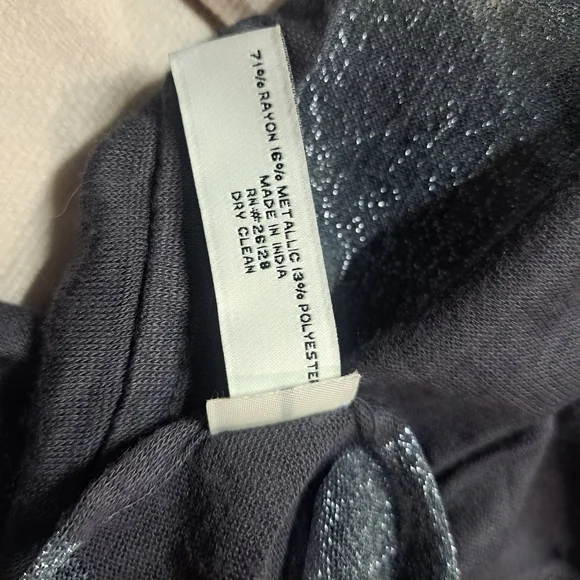 71% RAYON 16% METALLIC 13% POLYESTER
MADE IN INDIA
RN# 26128
DRY CLEAN